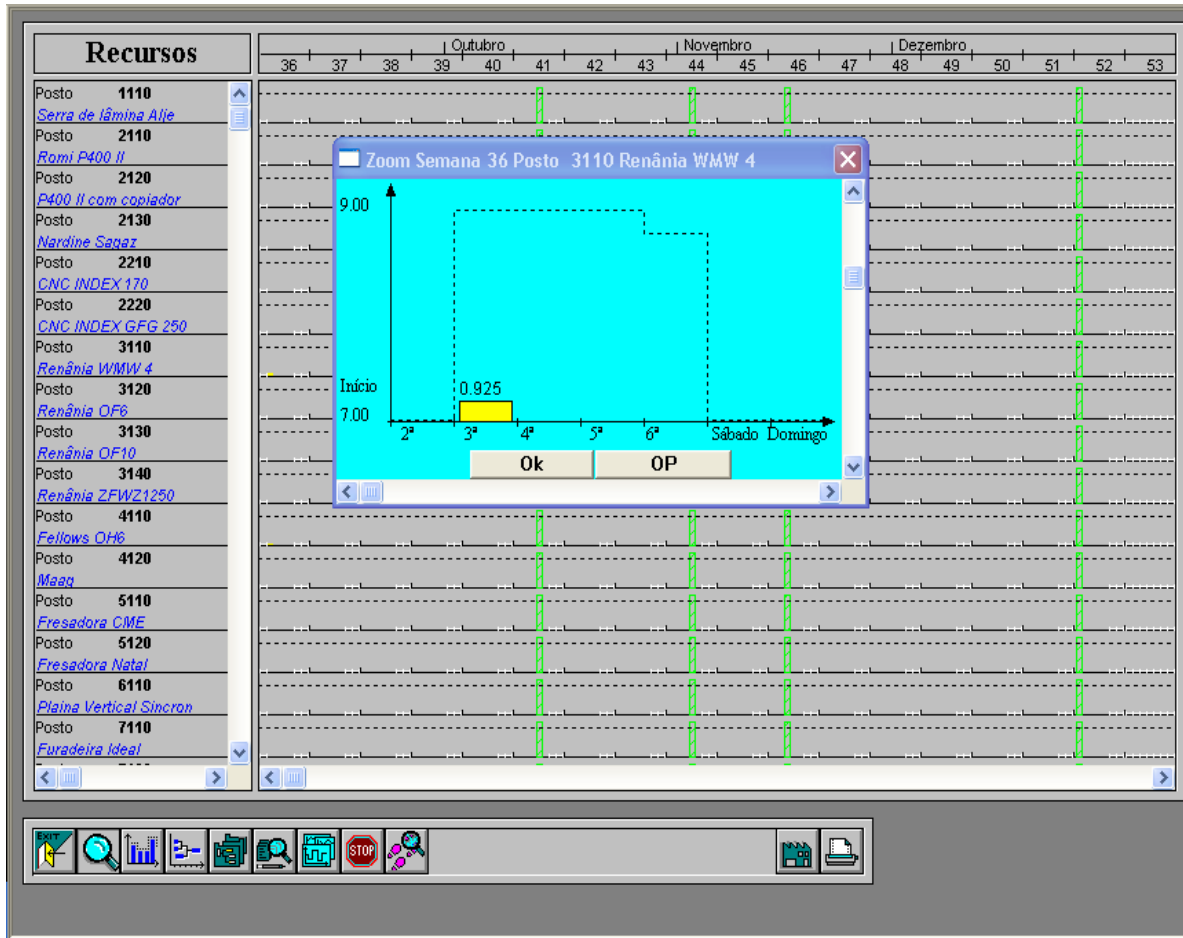 Recursos
Outubro Novembro Dezembro
36 37 38 39 40 41 42 43 44 45 46 47 48 49 50 51 52 53
Posto 1110
Serra de lâmina Alje
Posto 2110
Romi P400 II
Posto 2120
P400 II com copiador
Posto 2130
Nardine Sagaz
Posto 2210
CNC INDEX 170
Posto 2220
CNC INDEX GFG 250
Posto 3110
Renânia WMW 4
Posto 3120
Renânia OF6
Posto 3130
Renânia OF10
Posto 3140
Renânia ZFWZ1250
Posto 4110
Fellows OH6
Posto 4120
Maag
Posto 5110
Fresadora CME
Posto 5120
Fresadora Natal
Posto 6110
Plaina Vertical Sincron
Posto 7110
Furadeira Ideal
Zoom Semana 36 Posto 3110 Renânia WMW 4
9.00
Início
0.925
7.00
2ª 3ª 4ª 5ª 6ª Sábado Domingo
Ok OP
EXIT
STOP